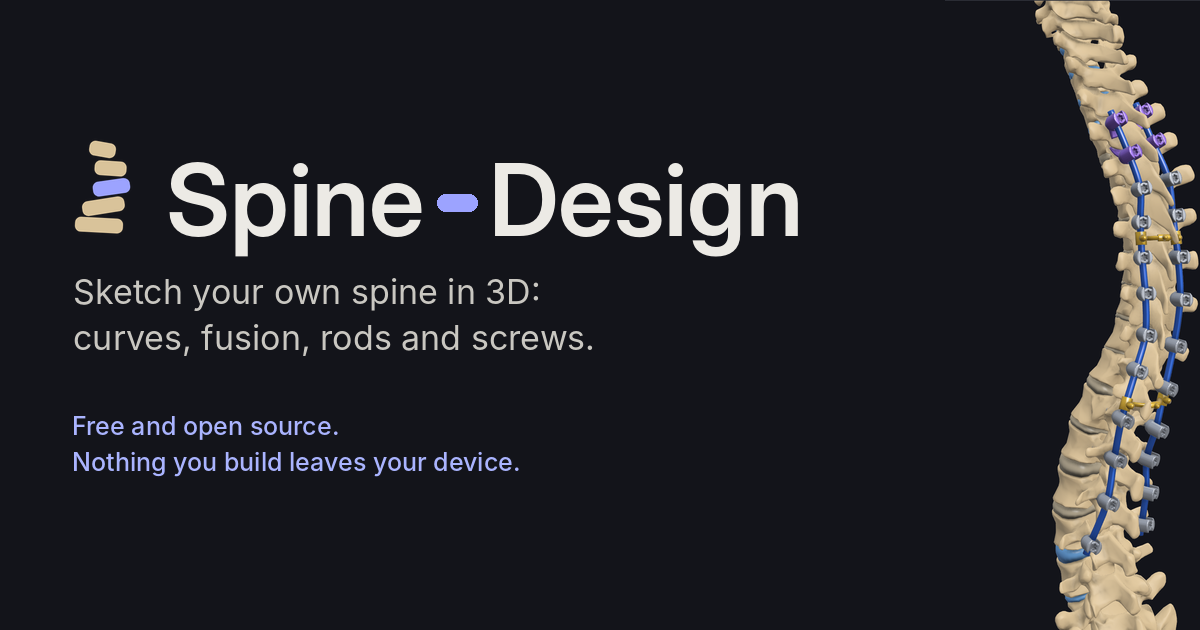 Spine-Design
Sketch your own spine in 3D:
curves, fusion, rods and screws.
Free and open source.
Nothing you build leaves your device.